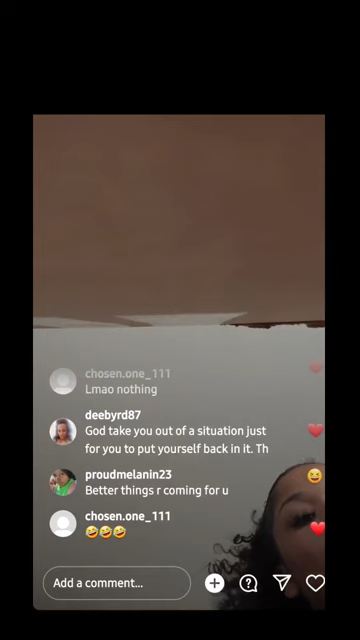 chosen.one_111
Lmao nothing
deebyrd87
God take you out of a situation just
for you to put yourself back in it. Th
proudmelanin23
Better things r coming for u
chosen.one_111
🤣🤣🤣
Add a comment...